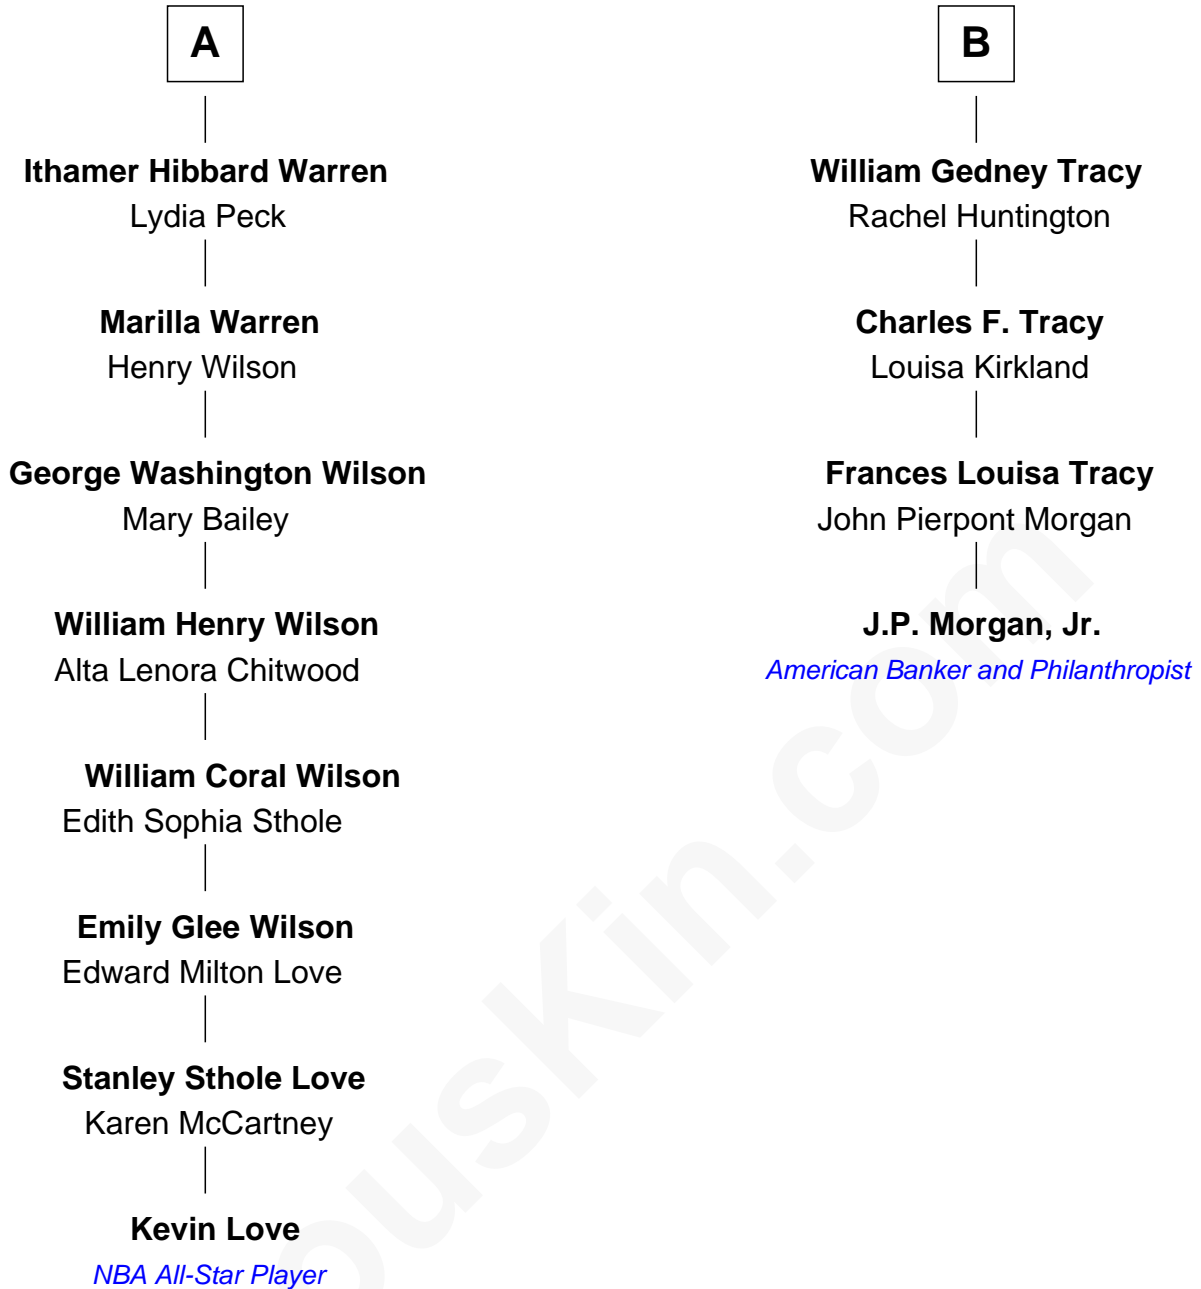 A
Ithamer Hibbard Warren
Lydia Peck
Marilla Warren
Henry Wilson
George Washington Wilson
Mary Bailey
William Henry Wilson
Alta Lenora Chitwood
William Coral Wilson
Edith Sophia Sthole
Emily Glee Wilson
Edward Milton Love
Stanley Sthole Love
Karen McCartney
Kevin Love
NBA All-Star Player
B
William Gedney Tracy
Rachel Huntington
Charles F. Tracy
Louisa Kirkland
Frances Louisa Tracy
John Pierpont Morgan
J.P. Morgan, Jr.
American Banker and Philanthropist
ousKin.com